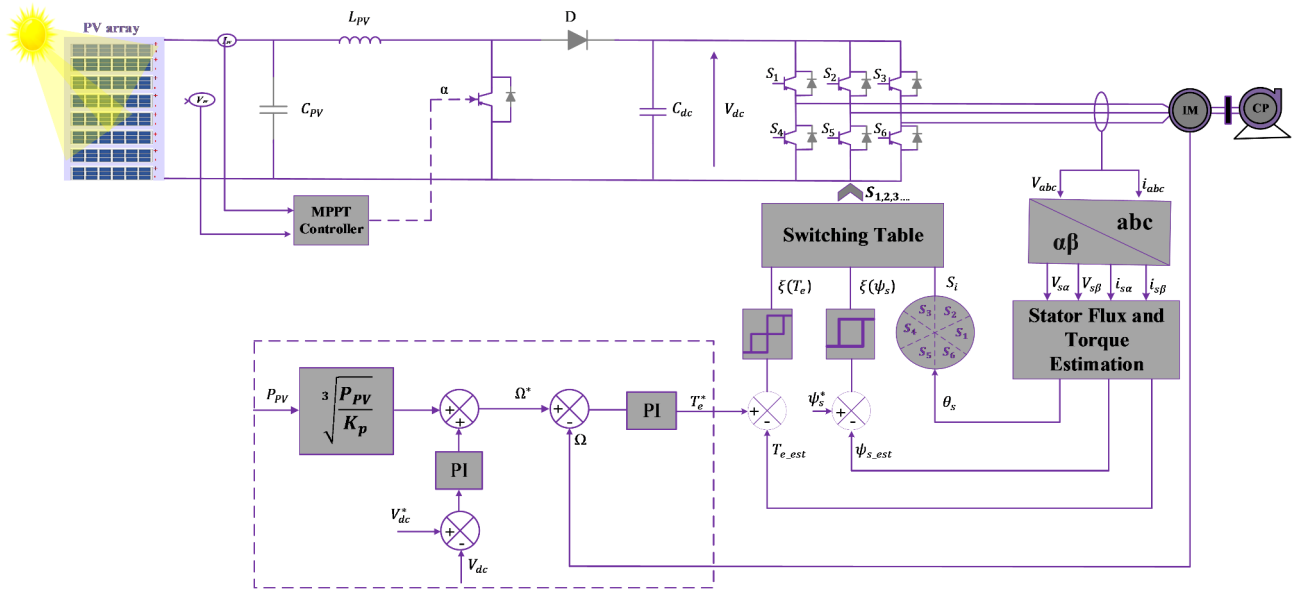 PV array
L_PV
D
I_pv
V_pv
C_PV
α
C_dc
V_dc
S_1
S_2
S_3
S_4
S_5
S_6
IM
CP
MPPT
Controller
S_1,2,3....
V_abc
i_abc
Switching Table
abc
αβ
ξ(T_e)
ξ(ψ_s)
S_i
V_sα
V_sβ
i_sα
i_sβ
S_3
S_2
S_4
S_1
S_5
S_6
Stator Flux and
Torque
Estimation
P_PV
3√(P_PV/K_p)
+
+
Ω*
+
-
Ω
PI
T_e*
+
-
ψ_s*
+
-
θ_s
T_e_est
ψ_s_est
PI
V_dc*
+
-
V_dc